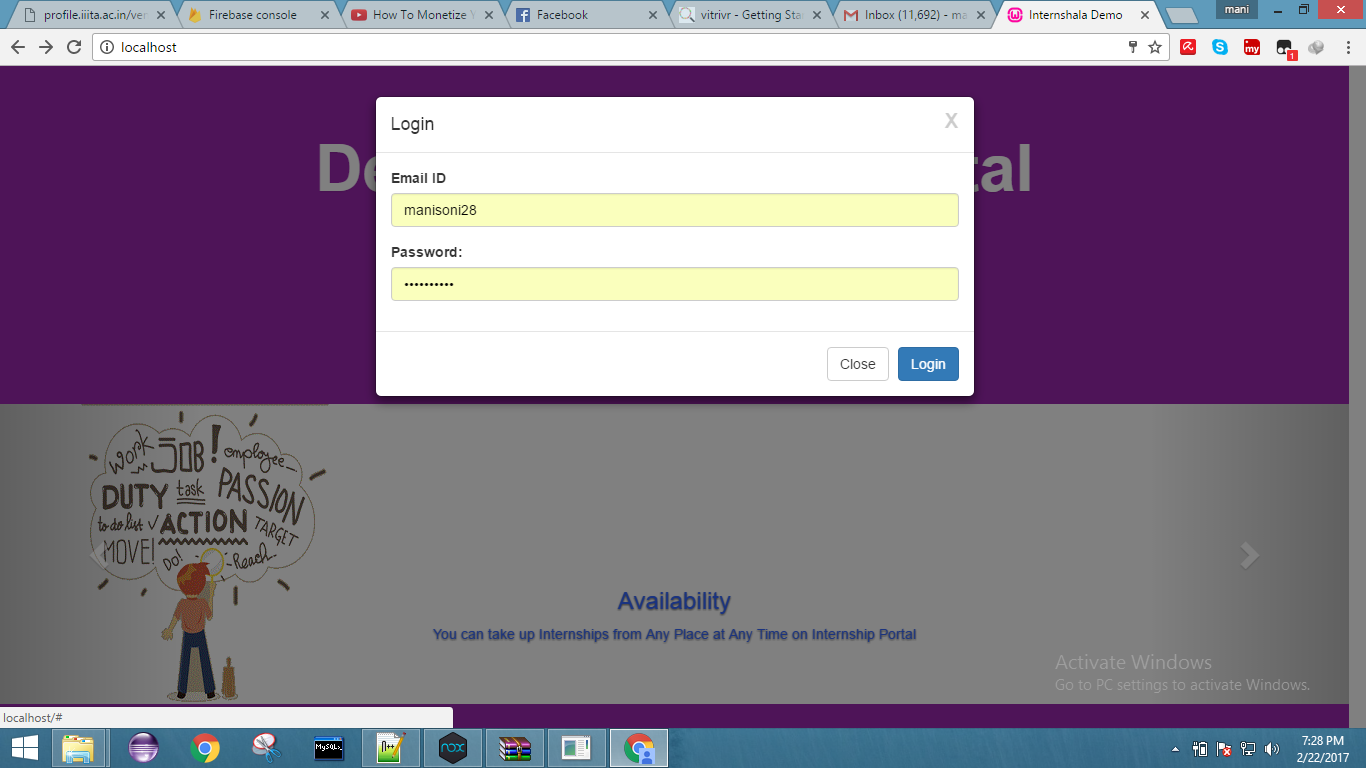 profile.iiita.ac.in/ver
Firebase console
How To Monetize Y
Facebook
vitrivr - Getting Sta
Inbox (11,692) - ma
Internshala Demo
mani
localhost
my
1
Login
X
Email ID
manisoni28
Password:
••••••••••
Close
Login
De
tal
work JOB! employee
DUTY task PASSION
to do list ✓ ACTION TARGET
MOVE! DO! Reach
Availability
You can take up Internships from Any Place at Any Time on Internship Portal
Activate Windows
Go to PC settings to activate Windows.
localhost/#
MySQL
nox
7:28 PM
2/22/2017